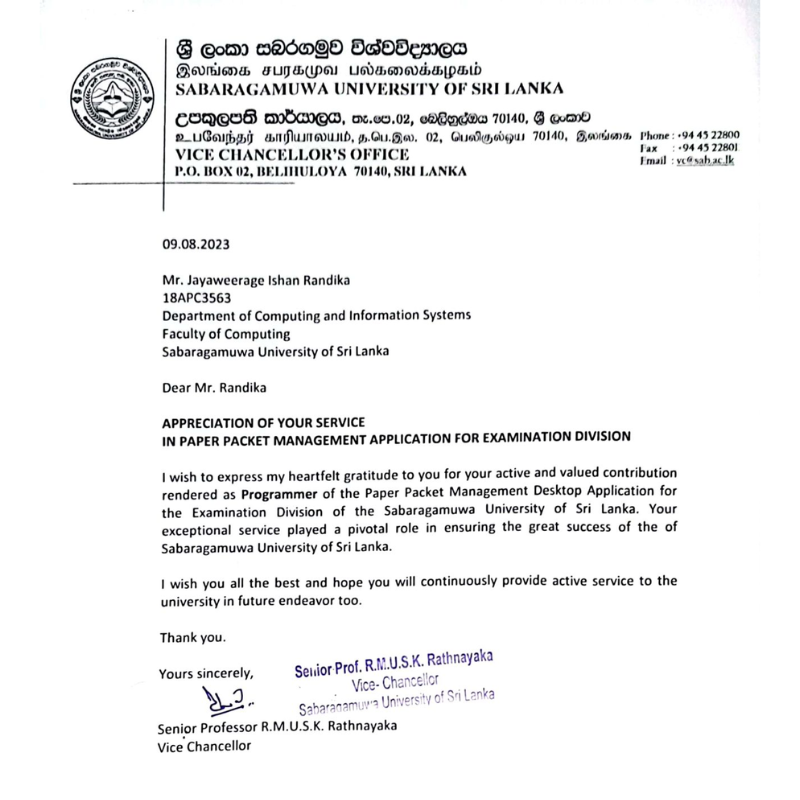 ශ්‍රී ලංකා සබරගමුව විශ්වවිද්‍යාලය
இலங்கை சபரகமுவ பல்கலைக்கழகம்
SABARAGAMUWA UNIVERSITY OF SRI LANKA
උපකුලපති කාර්යාලය, තැ.පෙ.02, බෙලිහුල්ඔය 70140, ශ්‍රී ලංකාව
உபவேந்தர் காரியாலயம், த.பெ.இல. 02, பெலிகுல்ஒய 70140, இலங்கை
VICE CHANCELLOR'S OFFICE
P.O. BOX 02, BELIHULOYA 70140, SRI LANKA
Phone : +94 45 22800
Fax : +94 45 22801
Email : vc@sab.ac.lk
09.08.2023
Mr. Jayaweerage Ishan Randika
18APC3563
Department of Computing and Information Systems
Faculty of Computing
Sabaragamuwa University of Sri Lanka
Dear Mr. Randika
APPRECIATION OF YOUR SERVICE
IN PAPER PACKET MANAGEMENT APPLICATION FOR EXAMINATION DIVISION
I wish to express my heartfelt gratitude to you for your active and valued contribution
rendered as Programmer of the Paper Packet Management Desktop Application for
the Examination Division of the Sabaragamuwa University of Sri Lanka. Your
exceptional service played a pivotal role in ensuring the great success of the of
Sabaragamuwa University of Sri Lanka.
I wish you all the best and hope you will continuously provide active service to the
university in future endeavor too.
Thank you.
Yours sincerely,
Senior Prof. R.M.U.S.K. Rathnayaka
Vice- Chancellor
Sabaragamuwa University of Sri Lanka
Senior Professor R.M.U.S.K. Rathnayaka
Vice Chancellor